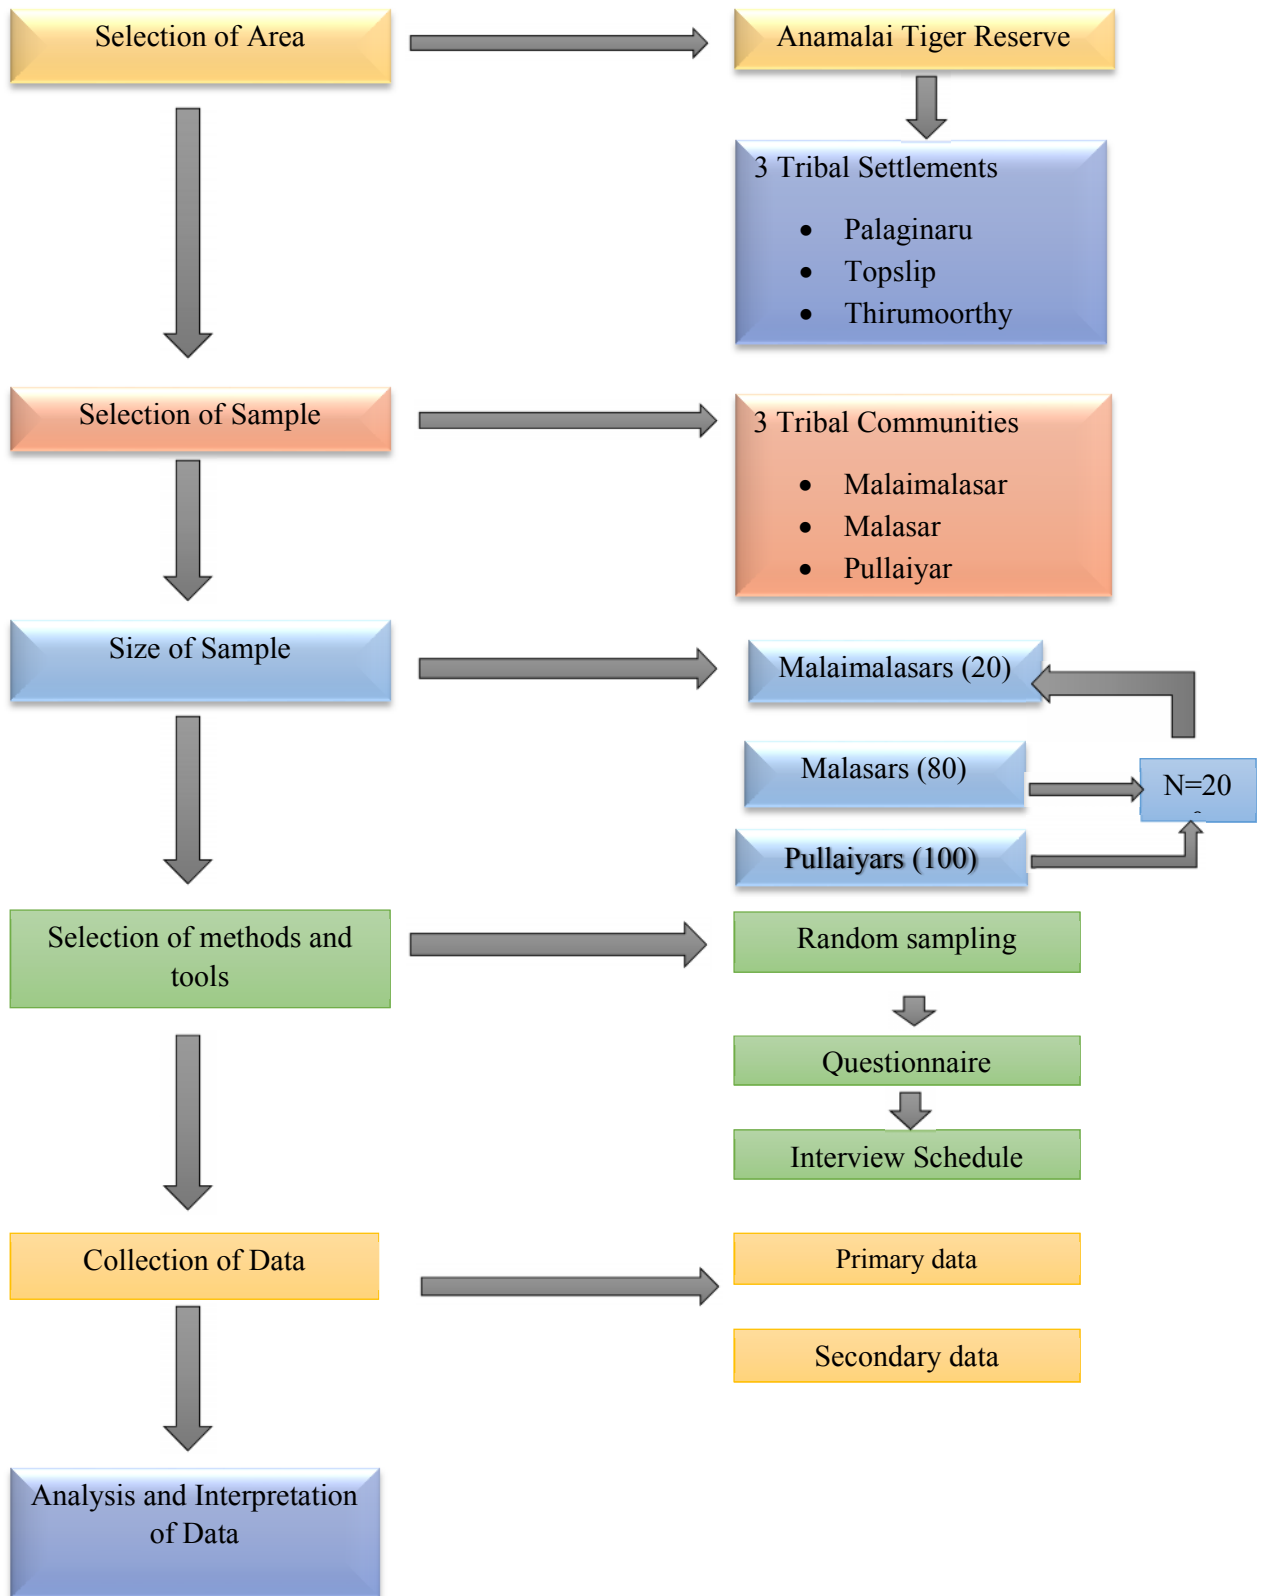 Selection of Area
Anamalai Tiger Reserve
3 Tribal Settlements
• Palaginaru
• Topslip
• Thirumoorthy
Selection of Sample
3 Tribal Communities
• Malaimalasar
• Malasar
• Pullaiyar
Size of Sample
Malaimalasars (20)
Malasars (80)
N=20
Pullaiyars (100)
Selection of methods and
tools
Random sampling
Questionnaire
Interview Schedule
Collection of Data
Primary data
Secondary data
Analysis and Interpretation
of Data